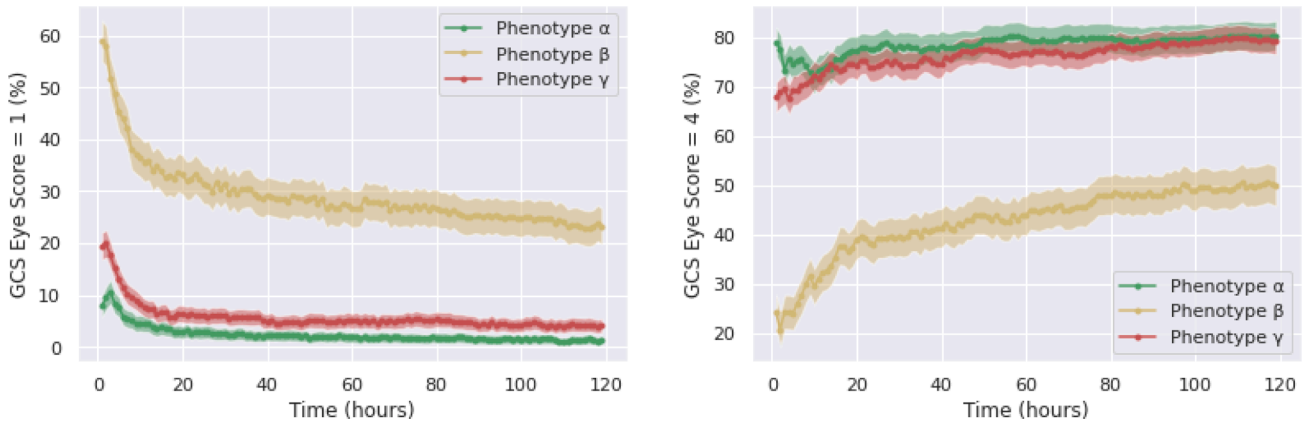 GCS Eye Score = 1 (%)
60
50
40
30
20
10
0
Phenotype α
Phenotype β
Phenotype γ
0 20 40 60 80 100 120
Time (hours)
GCS Eye Score = 4 (%)
80
70
60
50
40
30
20
Phenotype α
Phenotype β
Phenotype γ
0 20 40 60 80 100 120
Time (hours)